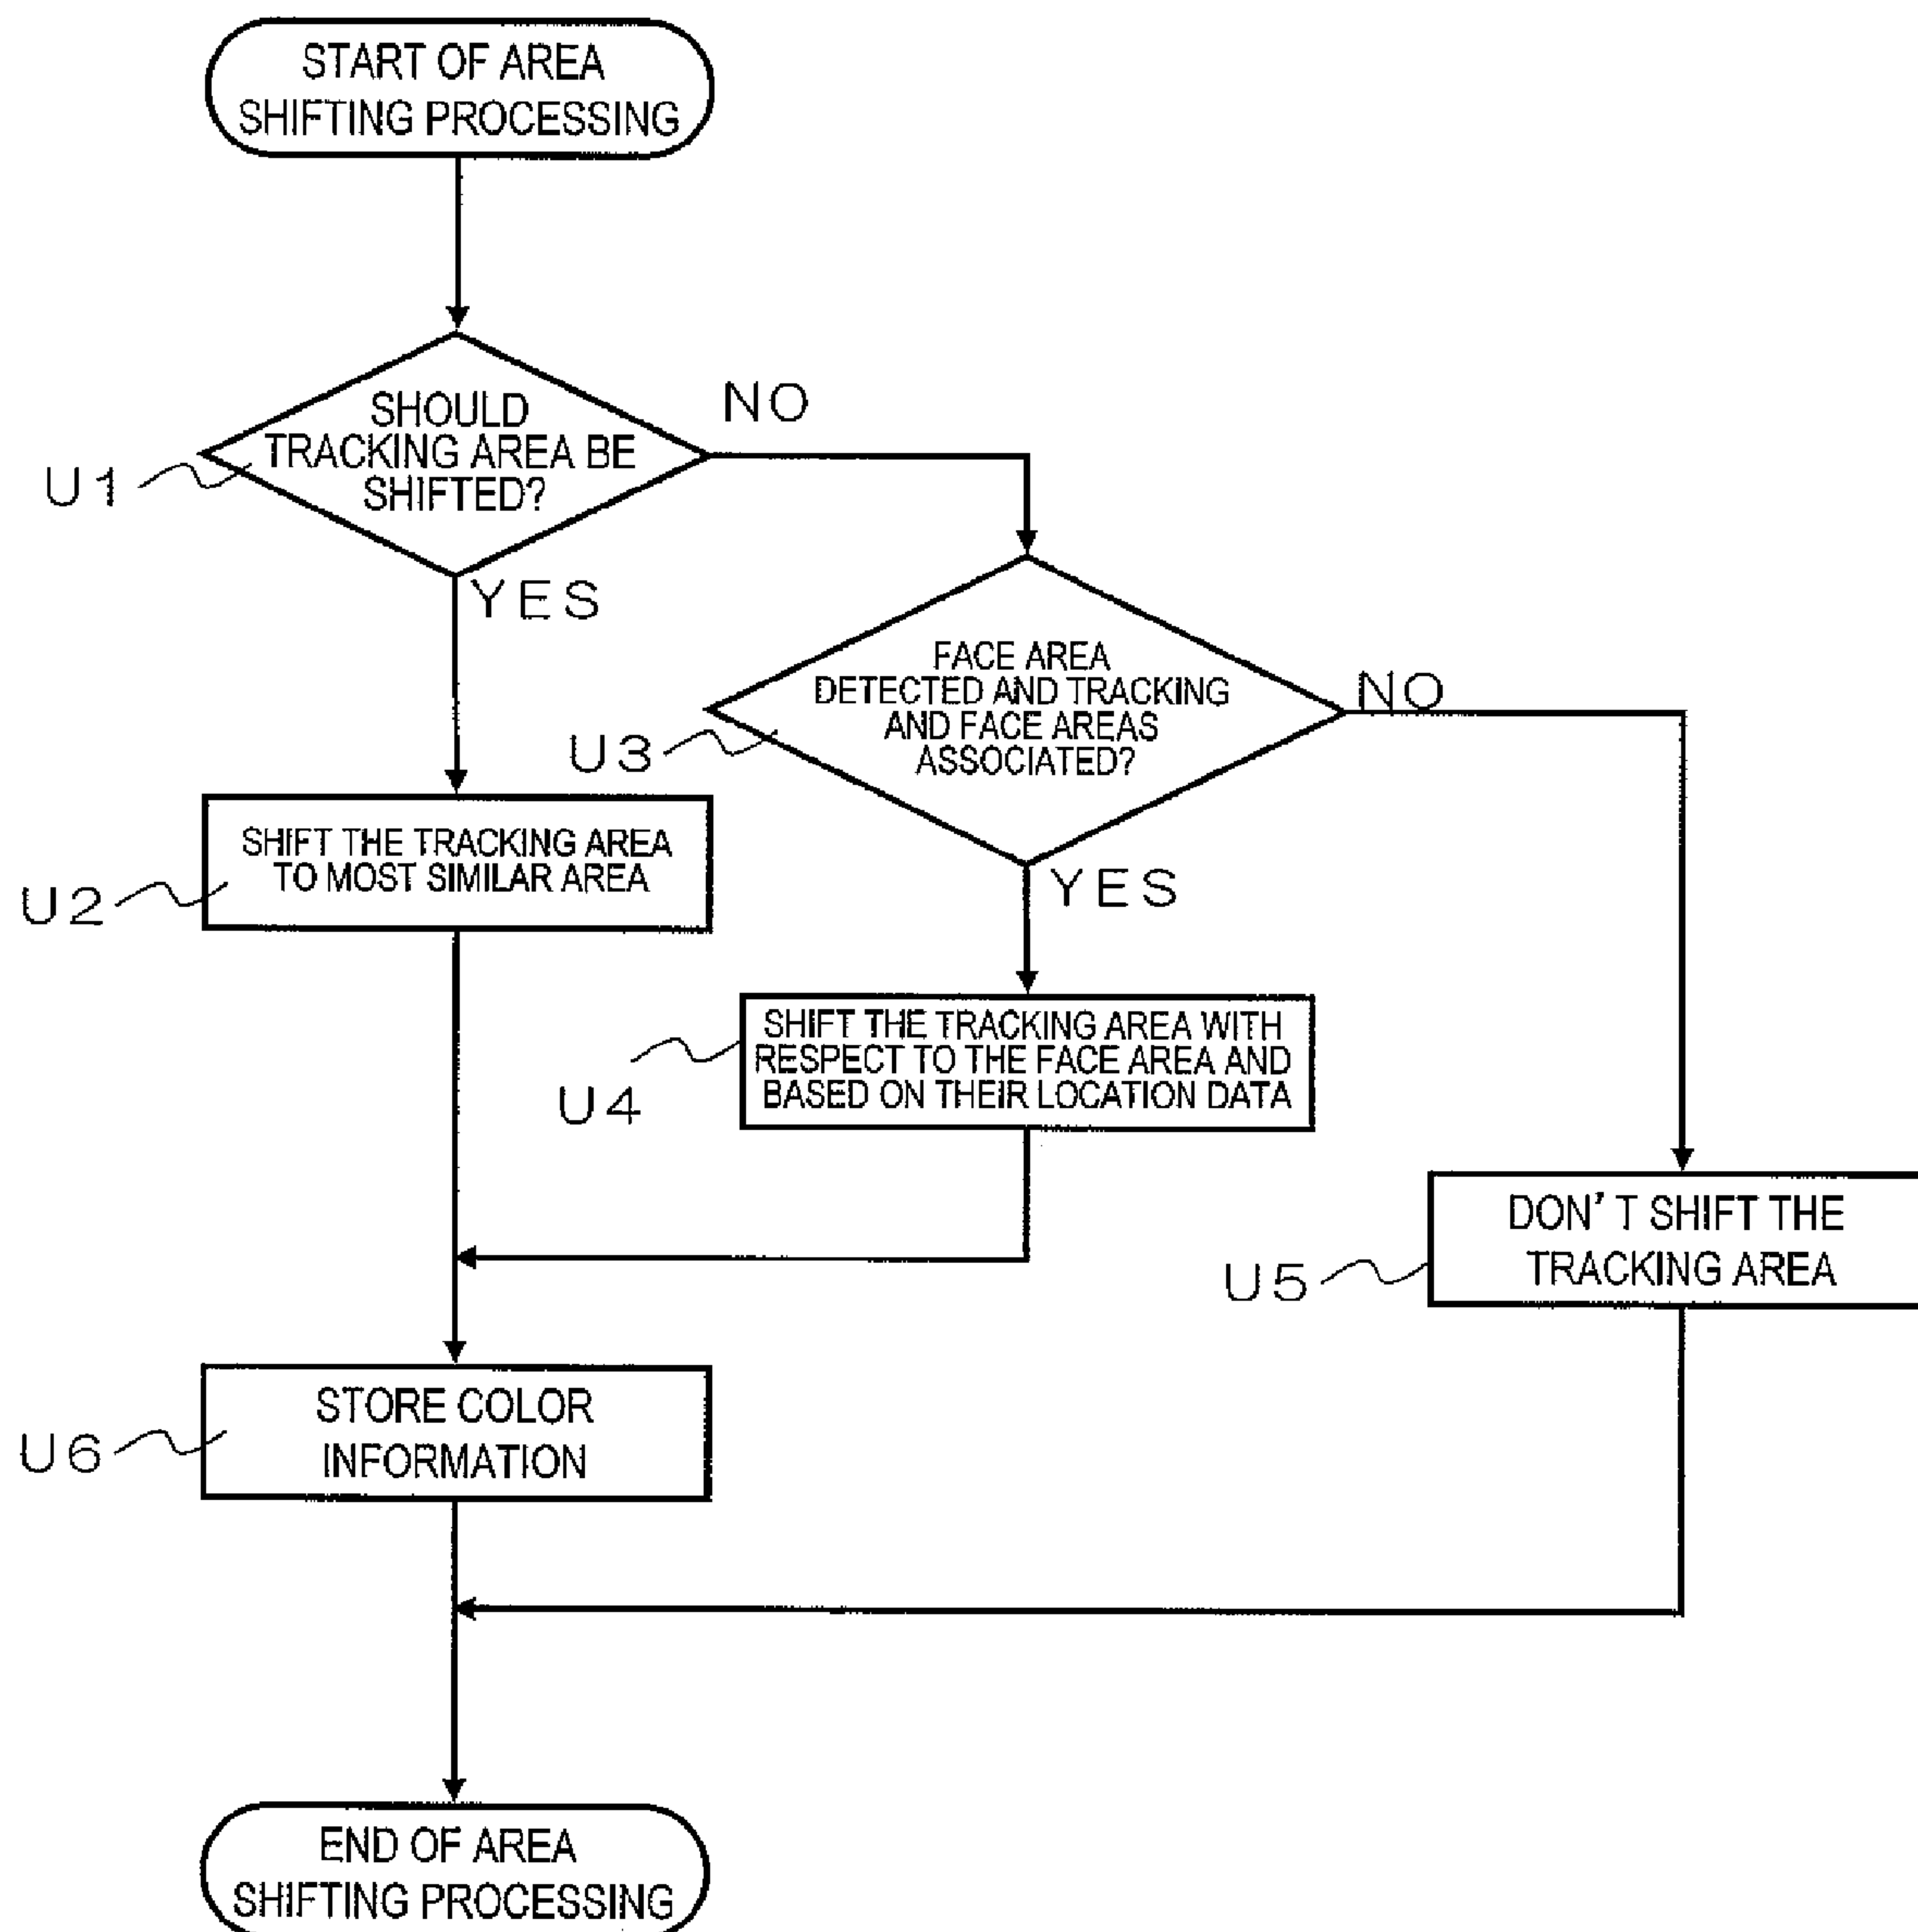 START OF AREA
SHIFTING PROCESSING
SHOULD
TRACKING AREA BE
SHIFTED?
NO
U1
YES
FACE AREA
DETECTED AND TRACKING
AND FACE AREAS
ASSOCIATED?
NO
U3
YES
SHIFT THE TRACKING AREA
TO MOST SIMILAR AREA
U2
SHIFT THE TRACKING AREA WITH
RESPECT TO THE FACE AREA AND
BASED ON THEIR LOCATION DATA
U4
DON'T SHIFT THE
TRACKING AREA
U5
STORE COLOR
INFORMATION
U6
END OF AREA
SHIFTING PROCESSING